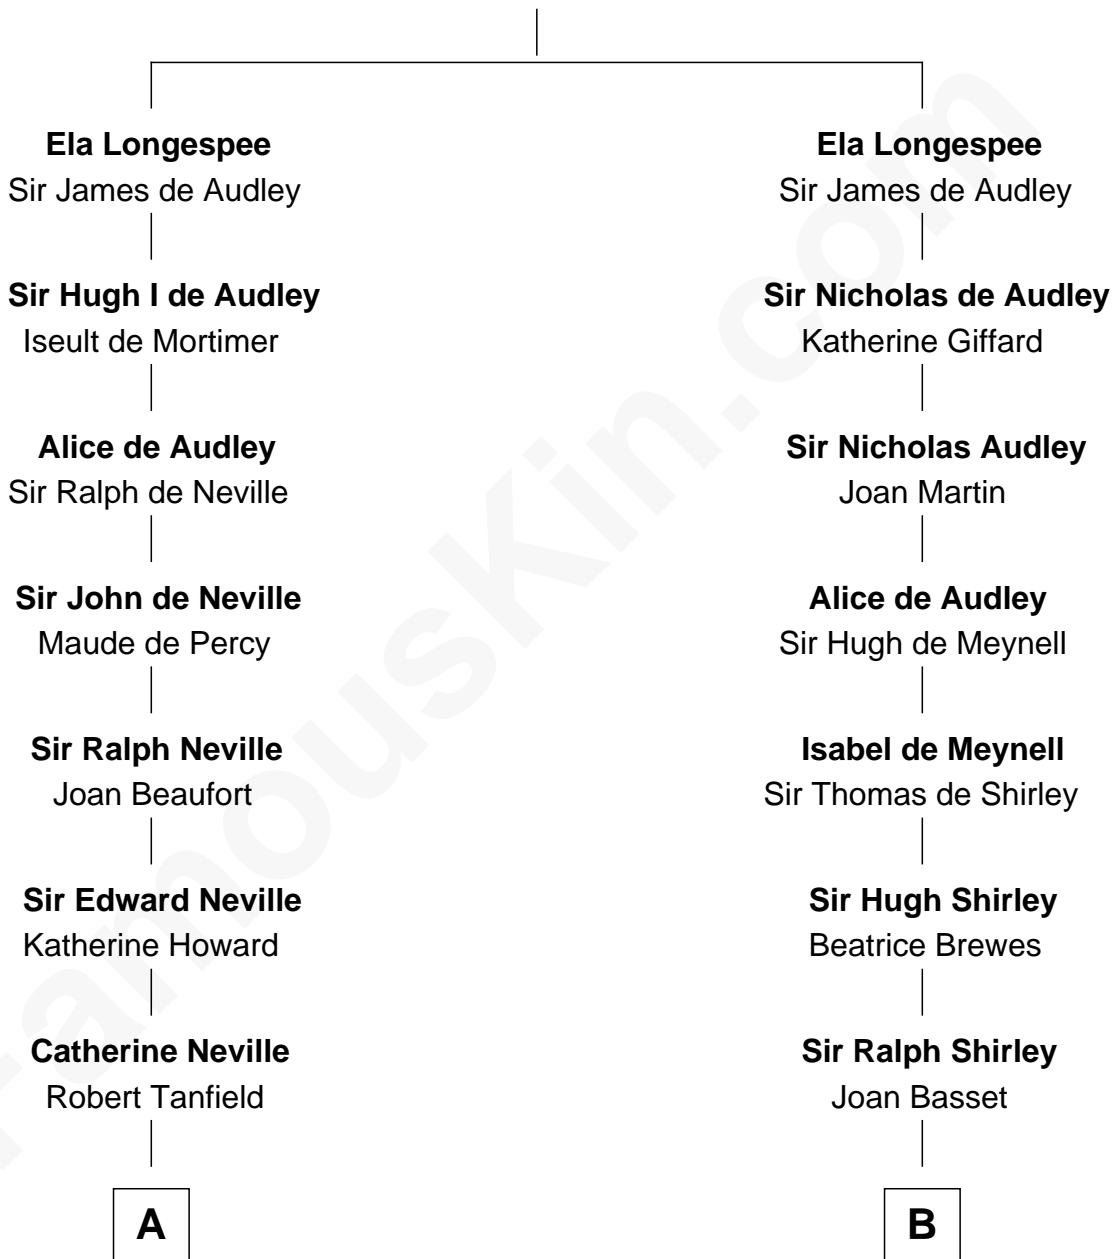 Ela Longespee
Sir James de Audley
Sir Hugh I de Audley
Iseult de Mortimer
Alice de Audley
Sir Ralph de Neville
Sir John de Neville
Maude de Percy
Sir Ralph Neville
Joan Beaufort
Sir Edward Neville
Katherine Howard
Catherine Neville
Robert Tanfield
A
Ela Longespee
Sir James de Audley
Sir Nicholas de Audley
Katherine Giffard
Sir Nicholas Audley
Joan Martin
Alice de Audley
Sir Hugh de Meynell
Isabel de Meynell
Sir Thomas de Shirley
Sir Hugh Shirley
Beatrice Brewes
Sir Ralph Shirley
Joan Basset
B
FamousKin.com